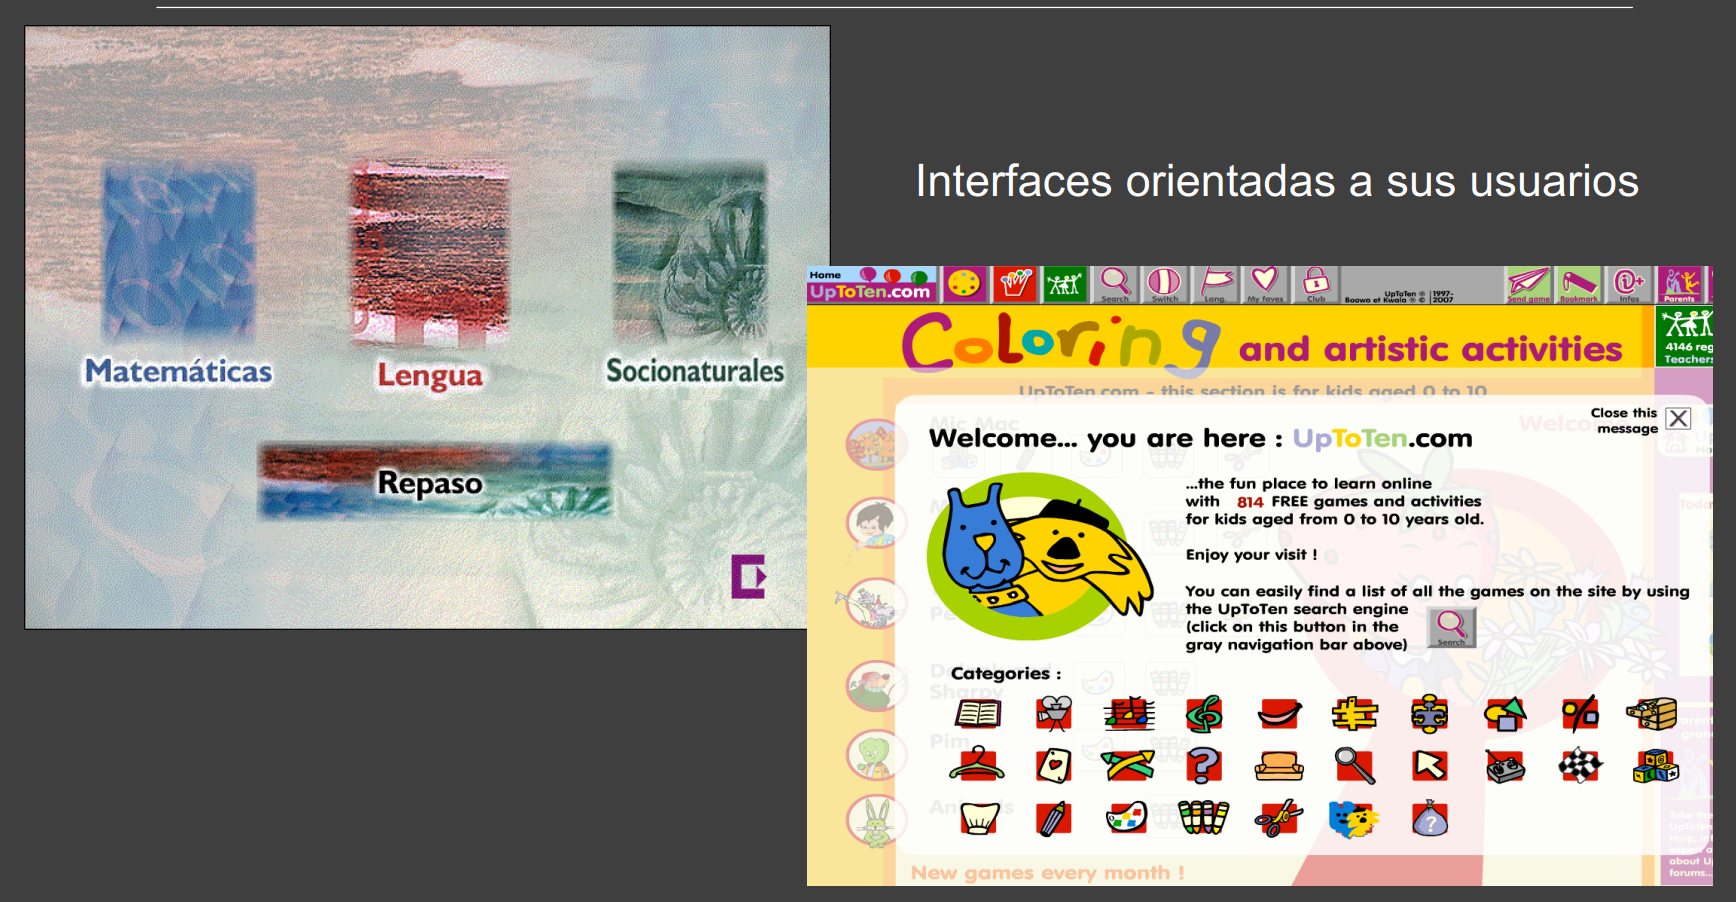 Interfaces orientadas a sus usuarios
Matemáticas
Lengua
Socionaturales
Repaso
Home
UpToTen.com
Search
Switch
Lang.
My faves
Club
UpToTen ® |1997-
Boowa et Kwala ® © | 2007
Send game
Bookmark
Infos
Parents
Coloring and artistic activities
4146 reg
Teachers
UpToTen.com - this section is for kids aged 0 to 10
Mic Mac
Close this
message
Welcome... you are here : UpToTen.com
...the fun place to learn online
with 814 FREE games and activities
for kids aged from 0 to 10 years old.
Enjoy your visit !
You can easily find a list of all the games on the site by using
the UpToTen search engine
(click on this button in the
gray navigation bar above)
Search
Categories :
Sharpy
Pim
New games every month !